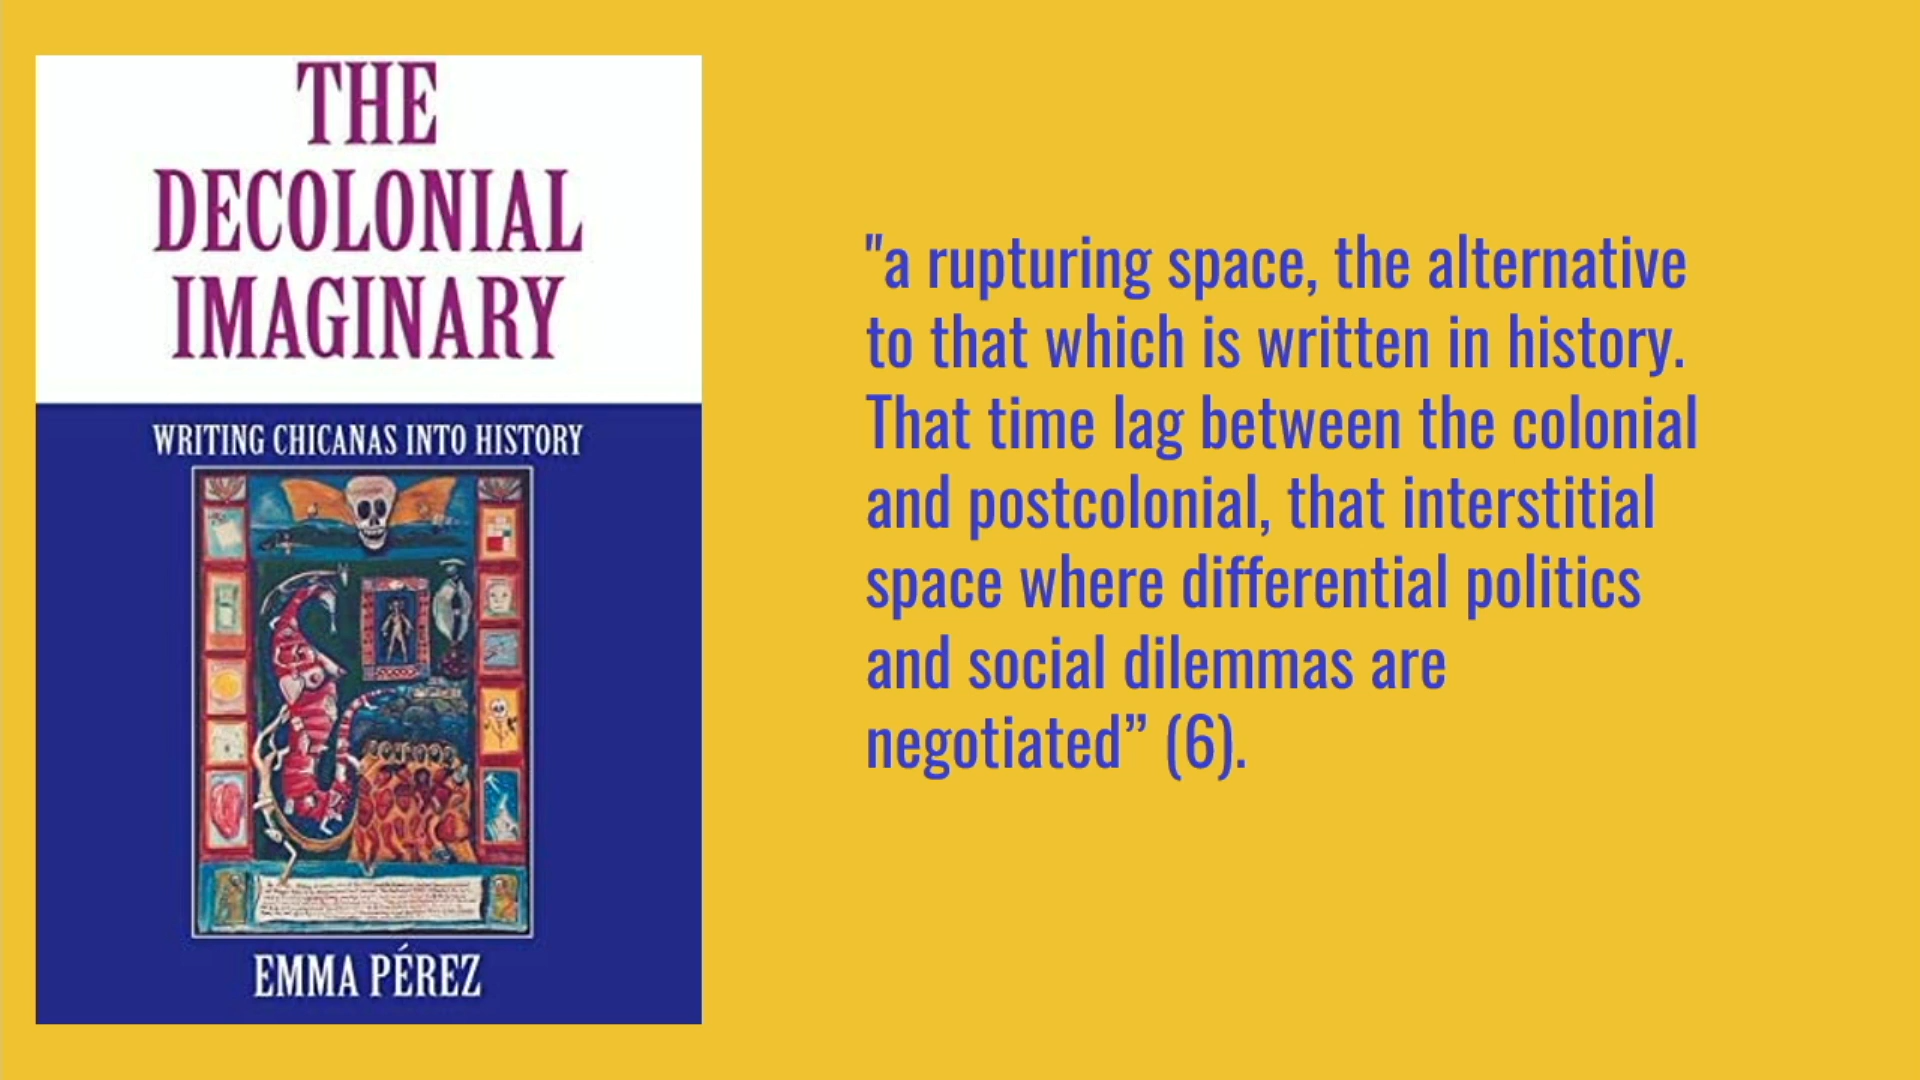 THE
DECOLONIAL
IMAGINARY
WRITING CHICANAS INTO HISTORY
EMMA PÉREZ
"a rupturing space, the alternative
to that which is written in history.
That time lag between the colonial
and postcolonial, that interstitial
space where differential politics
and social dilemmas are
negotiated” (6).